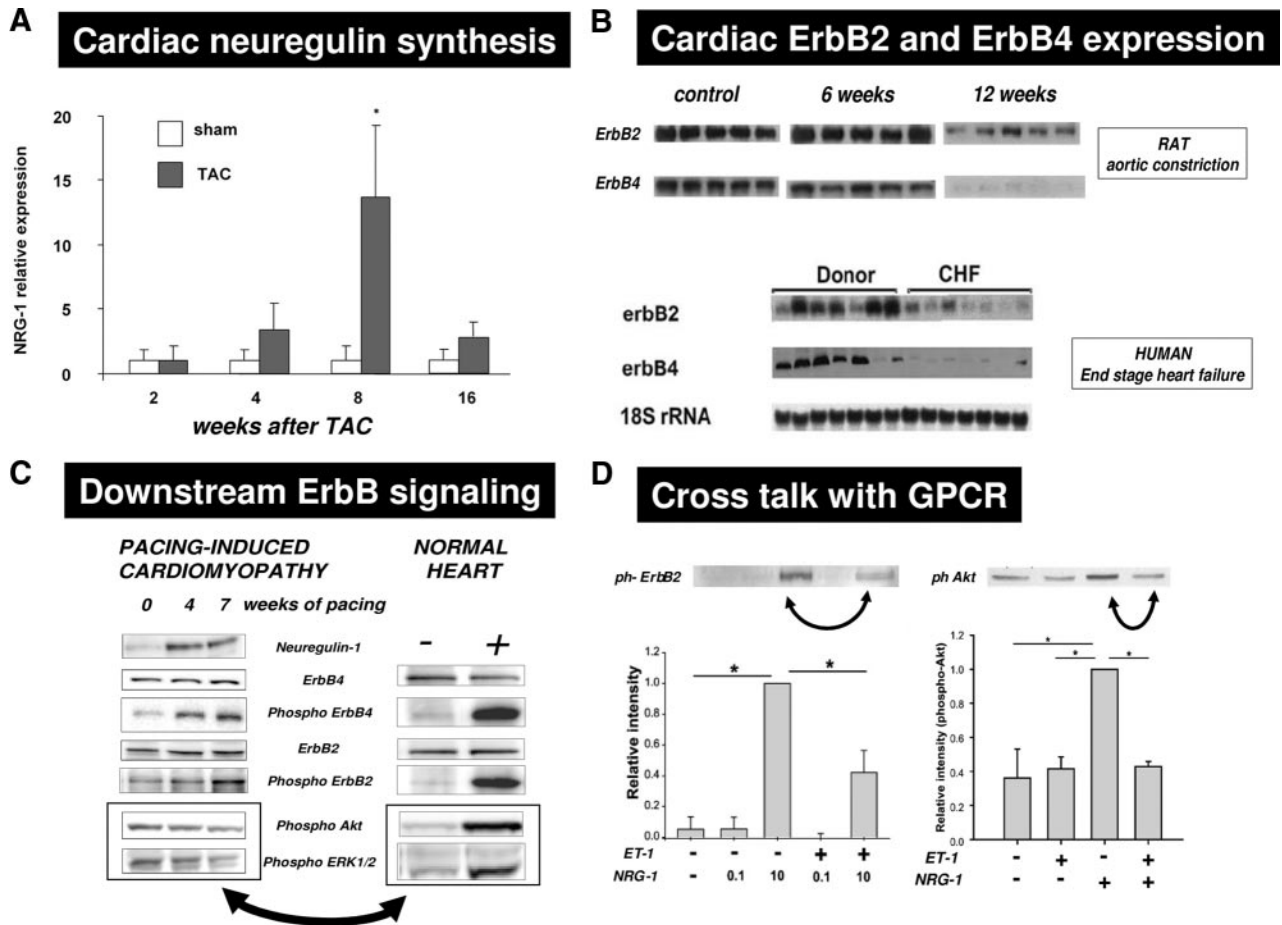 A
Cardiac neuregulin synthesis
20
15
10
5
0
NRG-1 relative expression
sham
TAC
*
2 4 8 16
weeks after TAC
B
Cardiac ErbB2 and ErbB4 expression
control 6 weeks 12 weeks
ErbB2
ErbB4
RAT
aortic constriction
Donor CHF
erbB2
erbB4
18S rRNA
HUMAN
End stage heart failure
C
Downstream ErbB signaling
PACING-INDUCED
CARDIOMYOPATHY
NORMAL
HEART
0 4 7 weeks of pacing
- +
Neuregulin-1
ErbB4
Phospho ErbB4
ErbB2
Phospho ErbB2
Phospho Akt
Phospho ERK1/2
D
Cross talk with GPCR
ph- ErbB2
Relative intensity
1.2
1.0
0.8
0.6
0.4
0.2
0.0
* *
ET-1 - - - + +
NRG-1 - 0.1 10 0.1 10
ph Akt
Relative intensity (phospho-Akt)
1.2
1.0
0.8
0.6
0.4
0.2
0.0
*
* *
ET-1 - + - +
NRG-1 - - + +